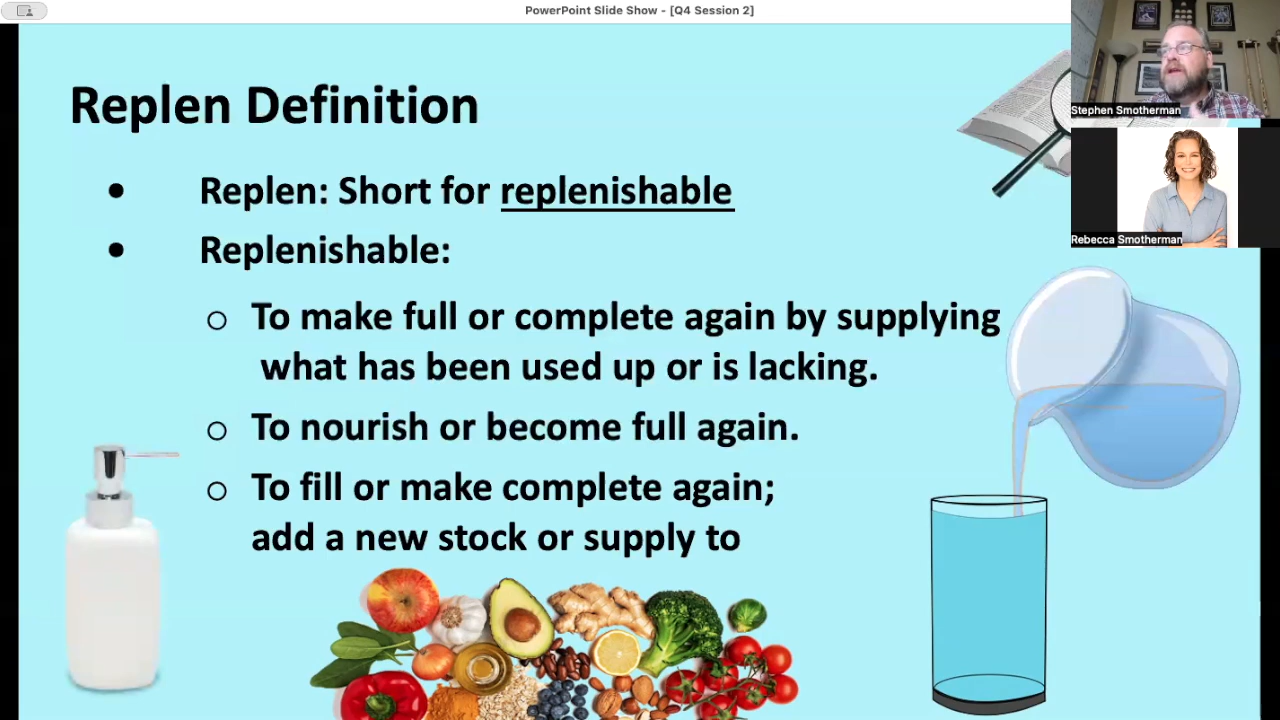 PowerPoint Slide Show - [Q4 Session 2]
Replen Definition
• Replen: Short for replenishable
• Replenishable:
o To make full or complete again by supplying
what has been used up or is lacking.
o To nourish or become full again.
o To fill or make complete again;
add a new stock or supply to
Stephen Smotherman
Rebecca Smotherman